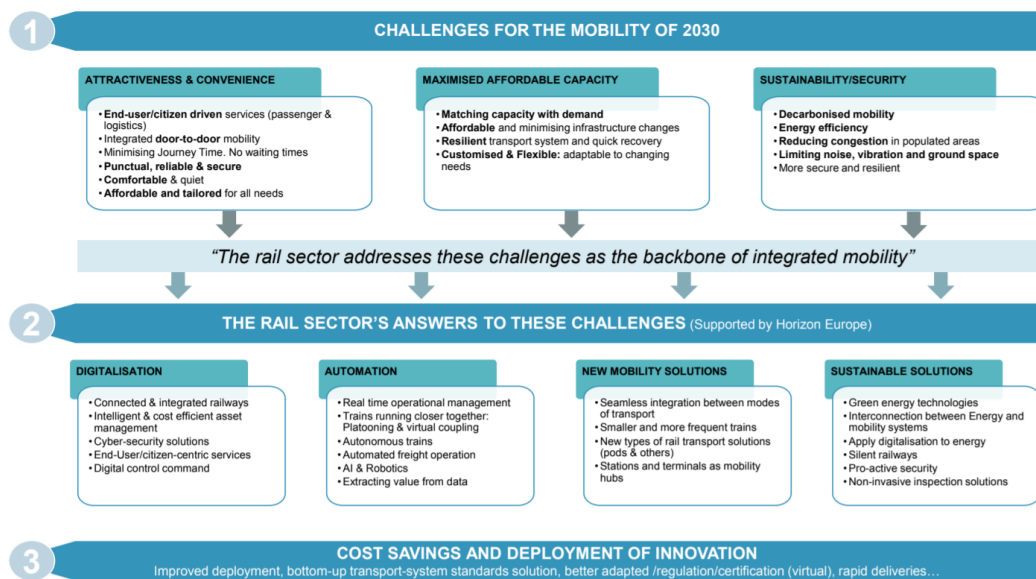 1
CHALLENGES FOR THE MOBILITY OF 2030
ATTRACTIVENESS & CONVENIENCE
• End-user/citizen driven services (passenger &
logistics)
• Integrated door-to-door mobility
• Minimising Journey Time. No waiting times
• Punctual, reliable & secure
• Comfortable & quiet
• Affordable and tailored for all needs
MAXIMISED AFFORDABLE CAPACITY
• Matching capacity with demand
• Affordable and minimising infrastructure changes
• Resilient transport system and quick recovery
• Customised & Flexible: adaptable to changing
needs
SUSTAINABILITY/SECURITY
• Decarbonised mobility
• Energy efficiency
• Reducing congestion in populated areas
• Limiting noise, vibration and ground space
• More secure and resilient
“The rail sector addresses these challenges as the backbone of integrated mobility”
2
THE RAIL SECTOR’S ANSWERS TO THESE CHALLENGES (Supported by Horizon Europe)
DIGITALISATION
• Connected & integrated railways
• Intelligent & cost efficient asset
management
• Cyber-security solutions
• End-User/citizen-centric services
• Digital control command
AUTOMATION
• Real time operational management
• Trains running closer together:
Platooning & virtual coupling
• Autonomous trains
• Automated freight operation
• AI & Robotics
• Extracting value from data
NEW MOBILITY SOLUTIONS
• Seamless integration between modes
of transport
• Smaller and more frequent trains
• New types of rail transport solutions
(pods & others)
• Stations and terminals as mobility
hubs
SUSTAINABLE SOLUTIONS
• Green energy technologies
• Interconnection between Energy and
mobility systems
• Apply digitalisation to energy
• Silent railways
• Pro-active security
• Non-invasive inspection solutions
3
COST SAVINGS AND DEPLOYMENT OF INNOVATION
Improved deployment, bottom-up transport-system standards solution, better adapted /regulation/certification (virtual), rapid deliveries…